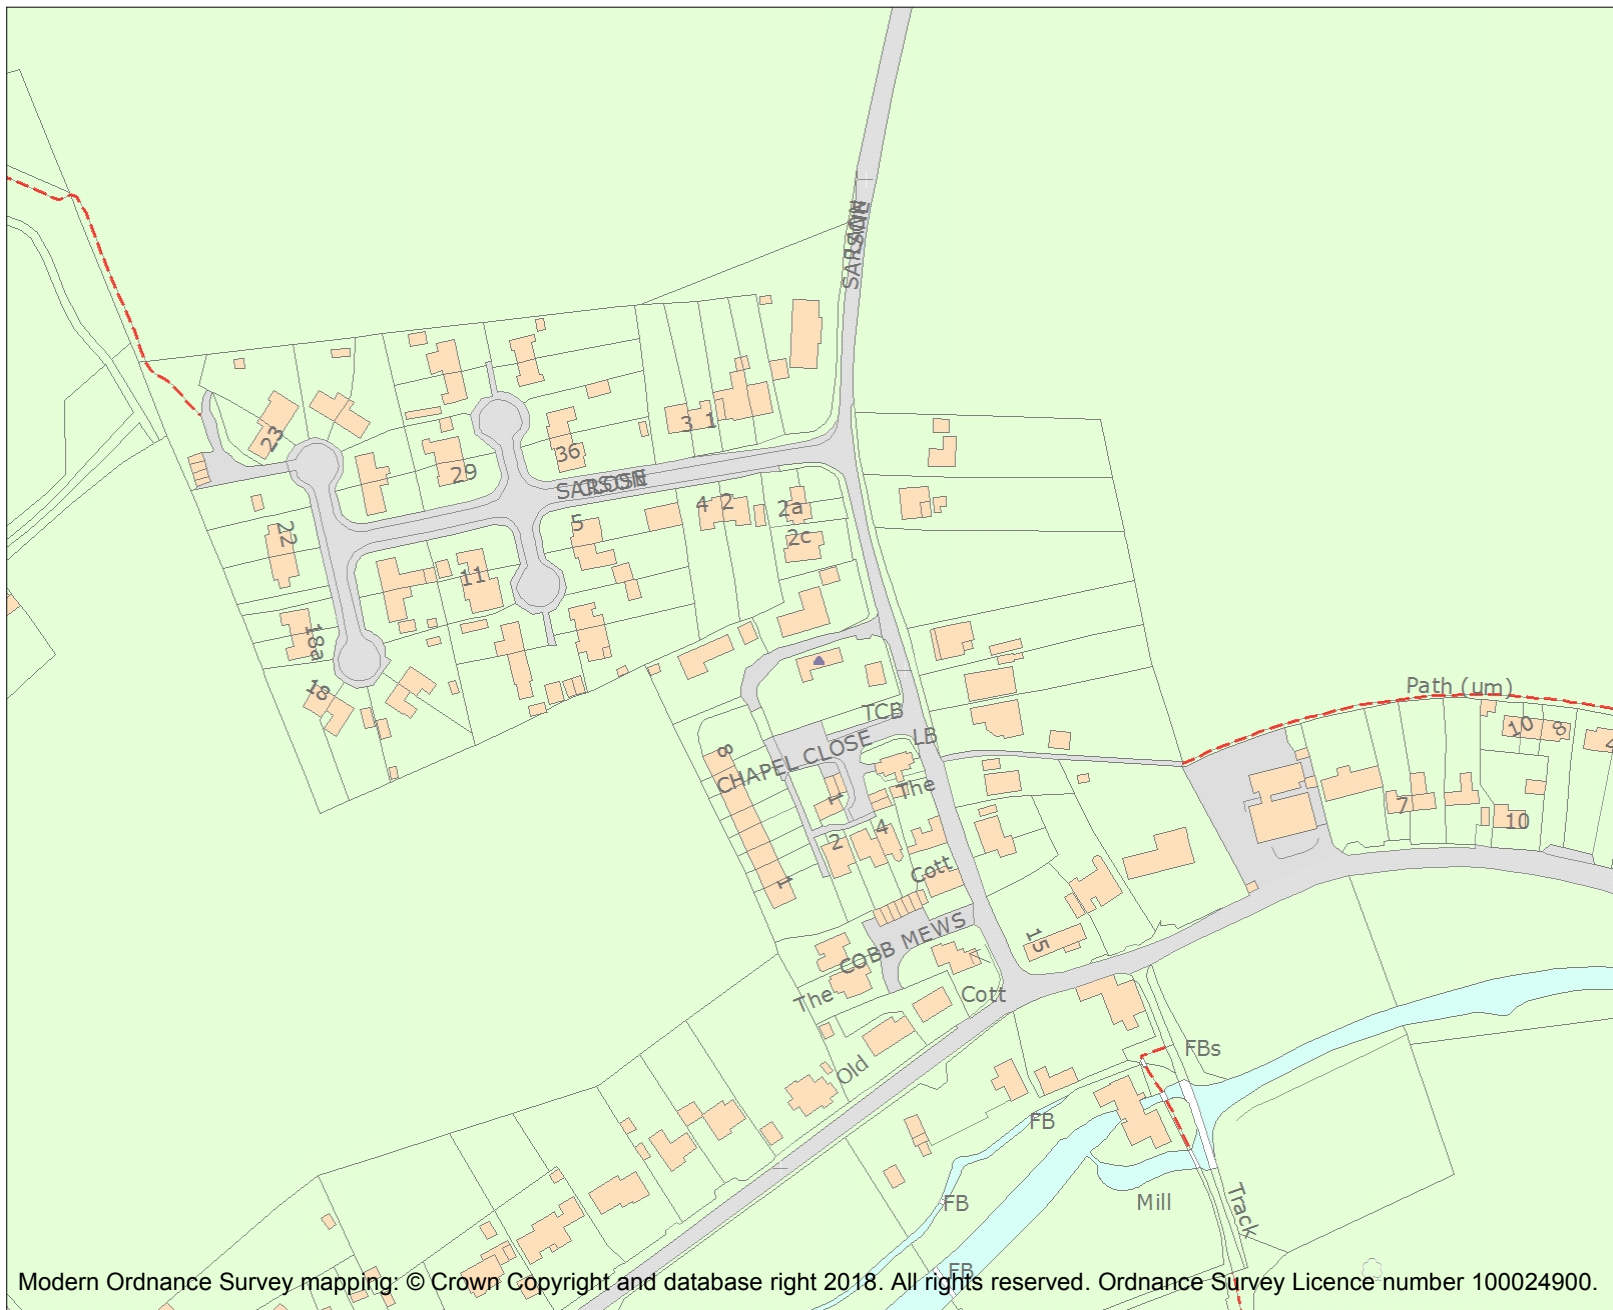 SARSON
LANE
3 1
23
36
29
SARSON
CLOSE
4 2
2a
5
22
2c
11
18a
18
Path (um)
TCB
10
8
LB
8
CHAPEL CLOSE
The
1
7
10
2
4
Cott
1
COBB MEWS
15
The
Cott
FBs
Old
FB
Mill
FB
Track
FB
Modern Ordnance Survey mapping: © Crown Copyright and database right 2018. All rights reserved. Ordnance Survey Licence number 100024900.